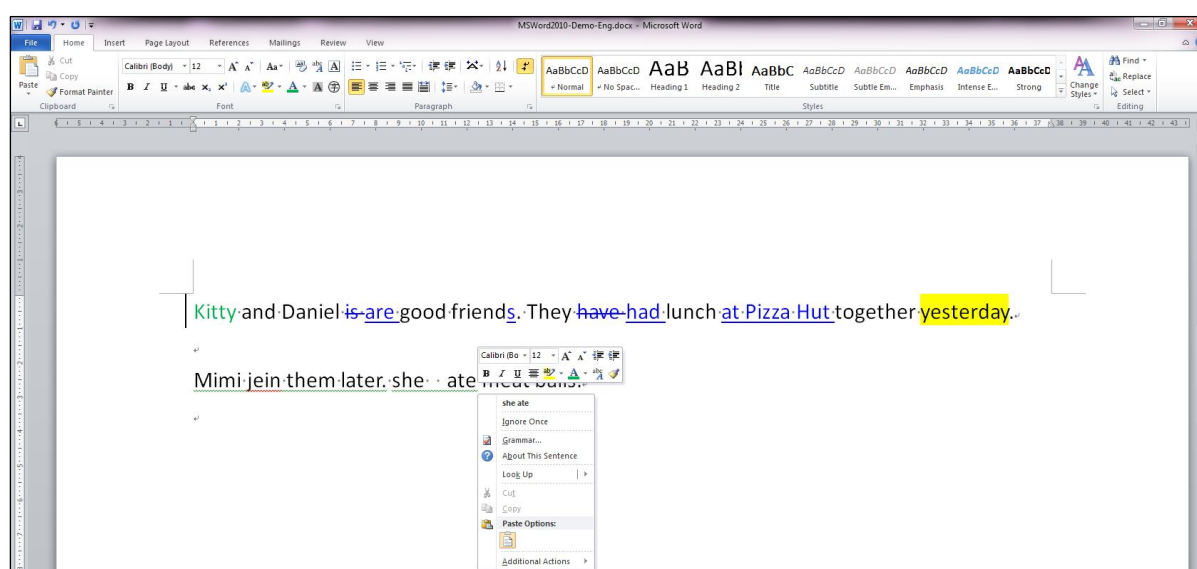 MSWord2010-Demo-Eng.docx - Microsoft Word
File Home Insert Page Layout References Mailings Review View
Cut
Copy
Format Painter
Paste
Clipboard
Calibri (Body) 12
Font
Paragraph
AaBbCcD AaBbCcD AaB AaBl AaBbC AaBbCcD AaBbCcD AaBbCcD AaBbCcD AaBbCcD
Normal No Spac... Heading 1 Heading 2 Title Subtitle Subtle Em... Emphasis Intense E... Strong
Styles
Change Styles
Find
Replace
Select
Editing
Kitty and Daniel is are good friends. They have had lunch at Pizza Hut together yesterday.
Calibri (Bo 12
Mimi jein them later. she ate meat balls.
she ate
Ignore Once
Grammar...
About This Sentence
Look Up
Cut
Copy
Paste Options:
Additional Actions